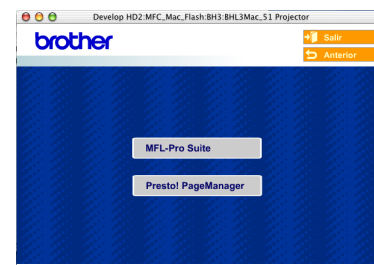 Develop HD2:MFC_Mac_Flash:BH3:BHL3Mac_51 Projector
brother
Salir
Anterior
MFL-Pro Suite
Presto! PageManager